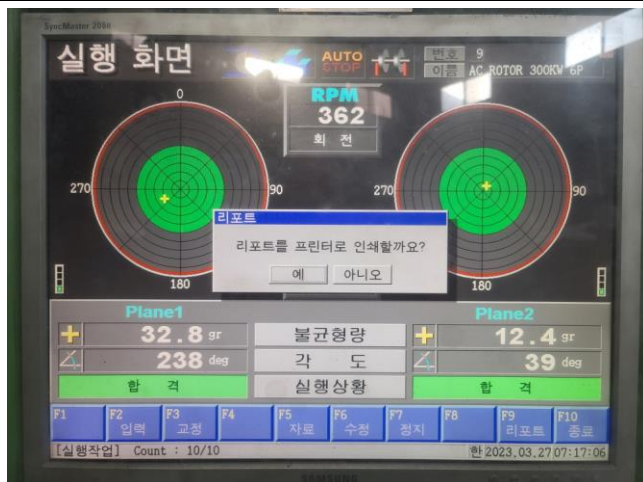 SyncMaster 206e
실행 화면
AUTO
STOP
번호 9
이름 AC ROTOR 300KW 6P
RPM
362
회 전
0
90
180
270
90
180
270
리포트
리포트를 프린터로 인쇄할까요?
예 아니오
Plane1 Plane2
32.8 gr 불균형량 12.4 gr
238 deg 각 도 39 deg
합 격 실행상황 합 격
F1 F2 F3 F4 F5 F6 F7 F8 F9 F10
입력 교정 자료 수정 정지 리포트 종료
[실행작업] Count : 10/10 한 2023.03.27 07:17:06
SAMSUNG